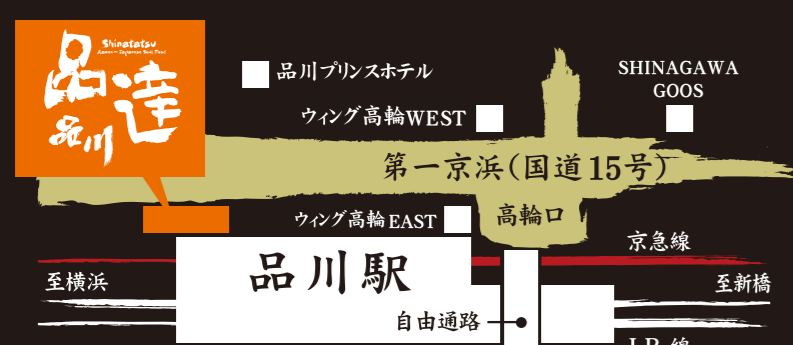 Shinatatsu
品達
品川
品川プリンスホテル
SHINAGAWA
GOOS
ウィング高輪WEST
第一京浜(国道15号)
ウィング高輪EAST
高輪口
京急線
品川駅
至横浜
至新橋
自由通路
JR線